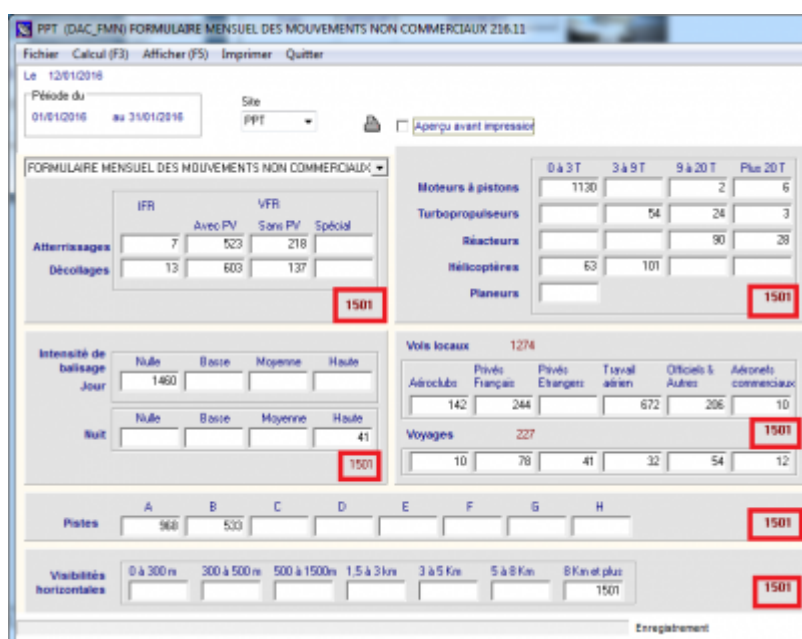 PPT (DAC_FMN) FORMULAIRE MENSUEL DES MOUVEMENTS NON COMMERCIAUX 216.11
Fichier Calcul (F3) Afficher (F5) Imprimer Quitter
Le 12/01/2016
Période du
01/01/2016 au 31/01/2016
Site
PPT
Aperçu avant impression
FORMULAIRE MENSUEL DES MOUVEMENTS NON COMMERCIAUX
IFR VFR
Avec PV Sans PV Spécial
Atterrissages 7 523 218
Décollages 13 603 137
1501
0 à 3 T 3 à 9 T 9 à 20 T Plus 20 T
Moteurs à pistons 1130 2 6
Turbopropulseurs 54 24 3
Réacteurs 90 28
Hélicoptères 63 101
Planeurs
1501
Intensité de balisage
Jour
Nulle Basse Moyenne Haute
1460
Nuit
Nulle Basse Moyenne Haute
41
1501
Vols locaux 1274
Aéroclubs Privés Français Privés Etrangers Travail aérien Officiels & Autres Aéronefs commerciaux
142 244 672 206 10
Voyages 227
1501
10 78 41 32 54 12
A B C D E F G H
Pistes 968 533
1501
Visibilités horizontales
0 à 300 m 300 à 500 m 500 à 1500m 1,5 à 3 km 3 à 5 Km 5 à 8 Km 8 Km et plus
1501
1501
Enregistrement